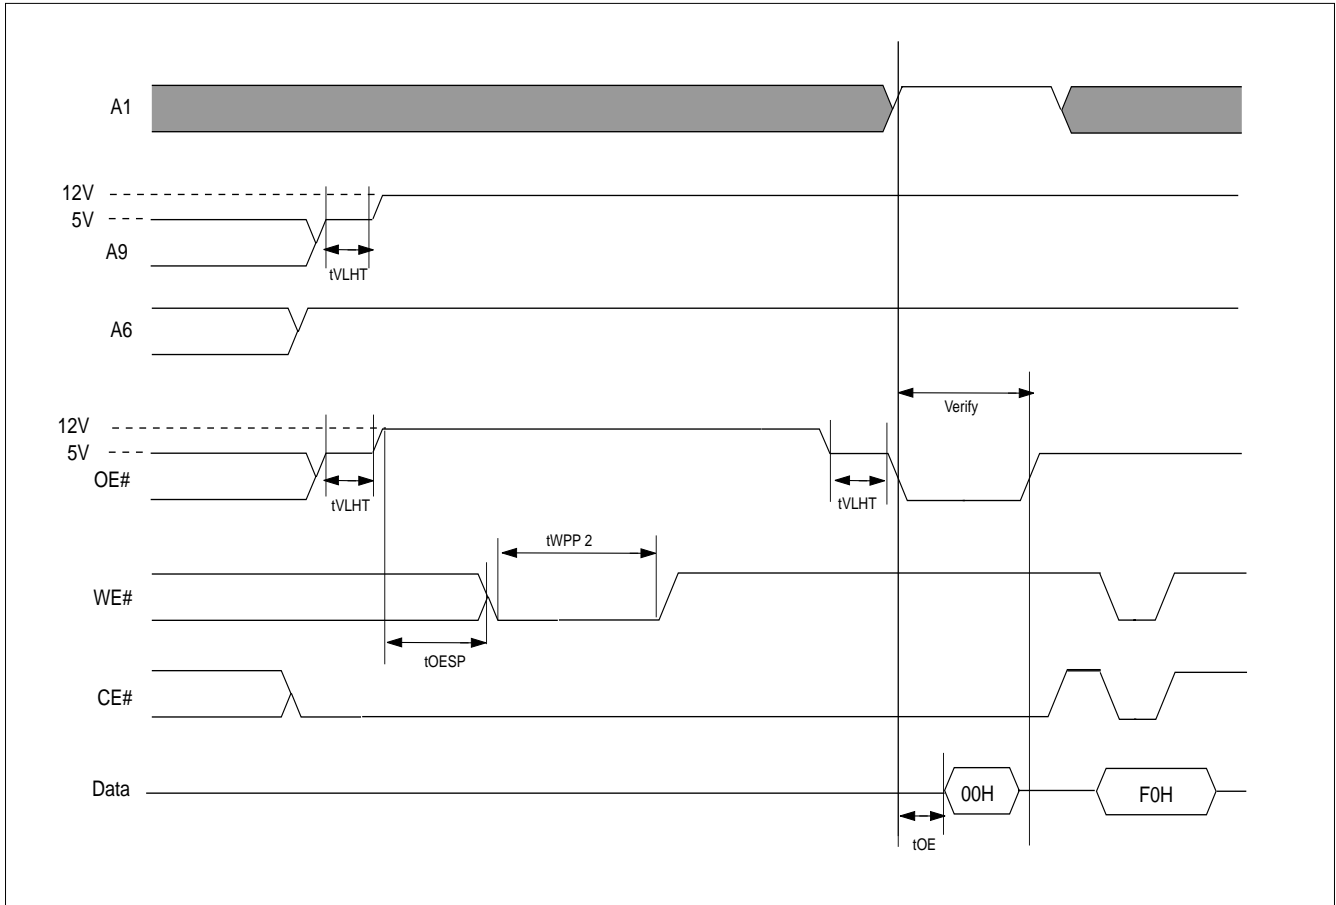 A1
12V
5V
A9
tVLHT
A6
Verify
12V
5V
OE#
tVLHT
tVLHT
tWPP 2
WE#
tOESP
CE#
Data
00H
F0H
tOE